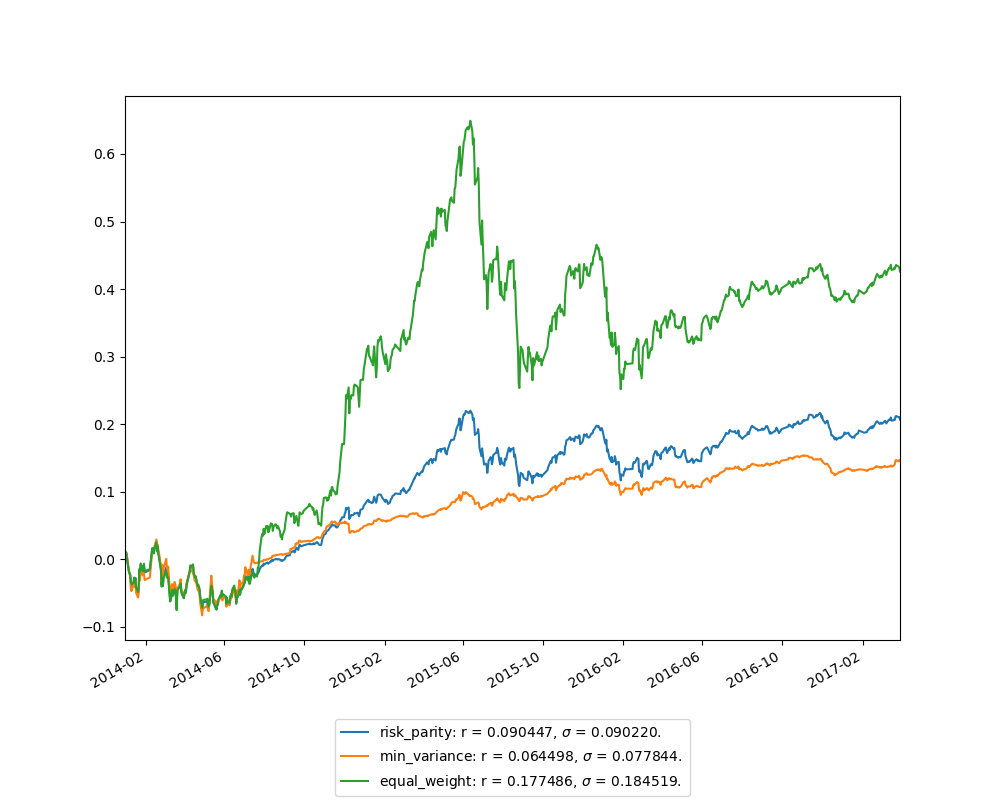 0.6
0.5
0.4
0.3
0.2
0.1
0.0
−0.1
2014-02 2014-06 2014-10 2015-02 2015-06 2015-10 2016-02 2016-06 2016-10 2017-02
risk_parity: r = 0.090447, σ = 0.090220.
min_variance: r = 0.064498, σ = 0.077844.
equal_weight: r = 0.177486, σ = 0.184519.